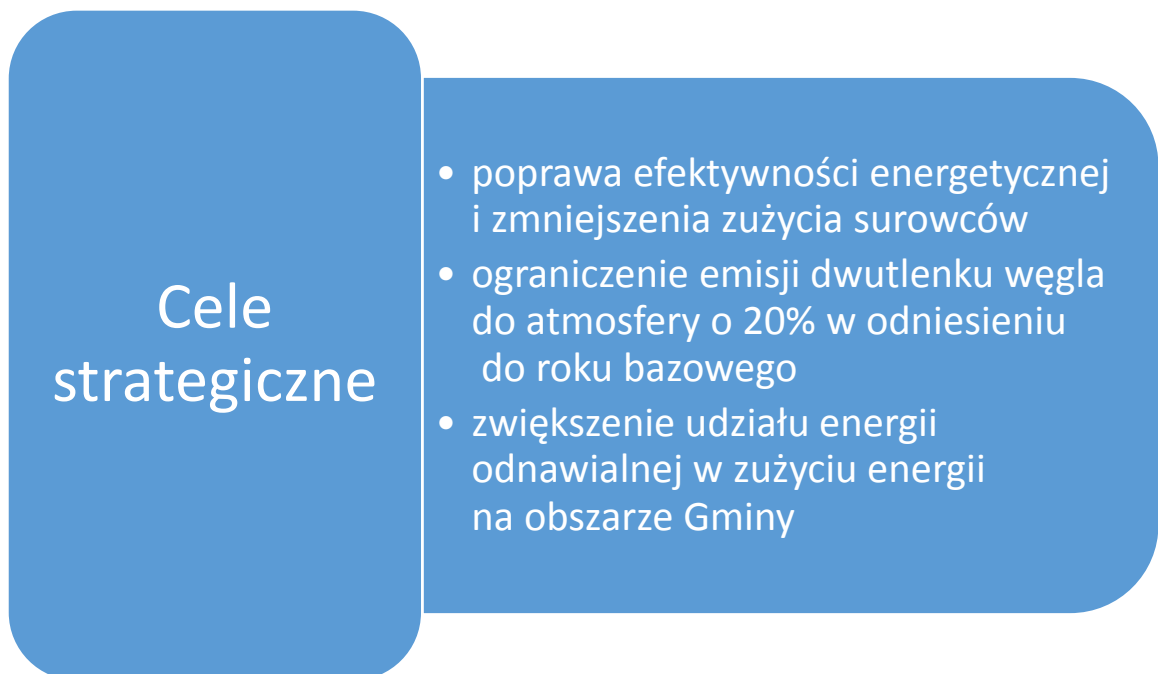 Cele
strategiczne
• poprawa efektywności energetycznej
i zmniejszenia zużycia surowców
• ograniczenie emisji dwutlenku węgla
do atmosfery o 20% w odniesieniu
do roku bazowego
• zwiększenie udziału energii
odnawialnej w zużyciu energii
na obszarze Gminy